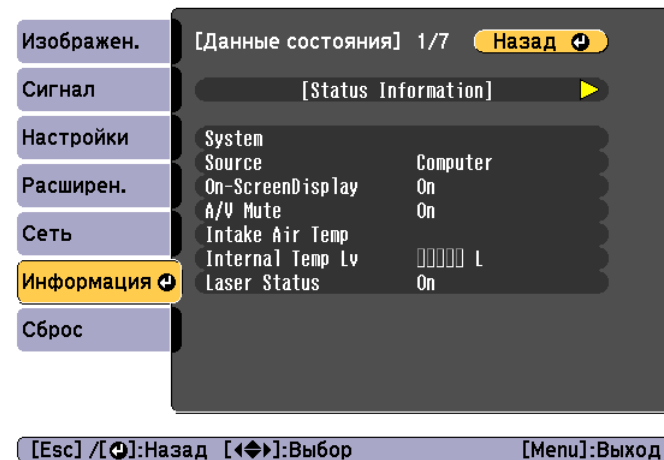 Изображен.
Сигнал
Настройки
Расширен.
Сеть
Информация
Сброс
[Данные состояния] 1/7 Назад
[Status Information]
System
Source Computer
On-ScreenDisplay On
A/V Mute On
Intake Air Temp
Internal Temp Lv L
Laser Status On
[Esc] /[]:Назад []:Выбор [Menu]:Выход